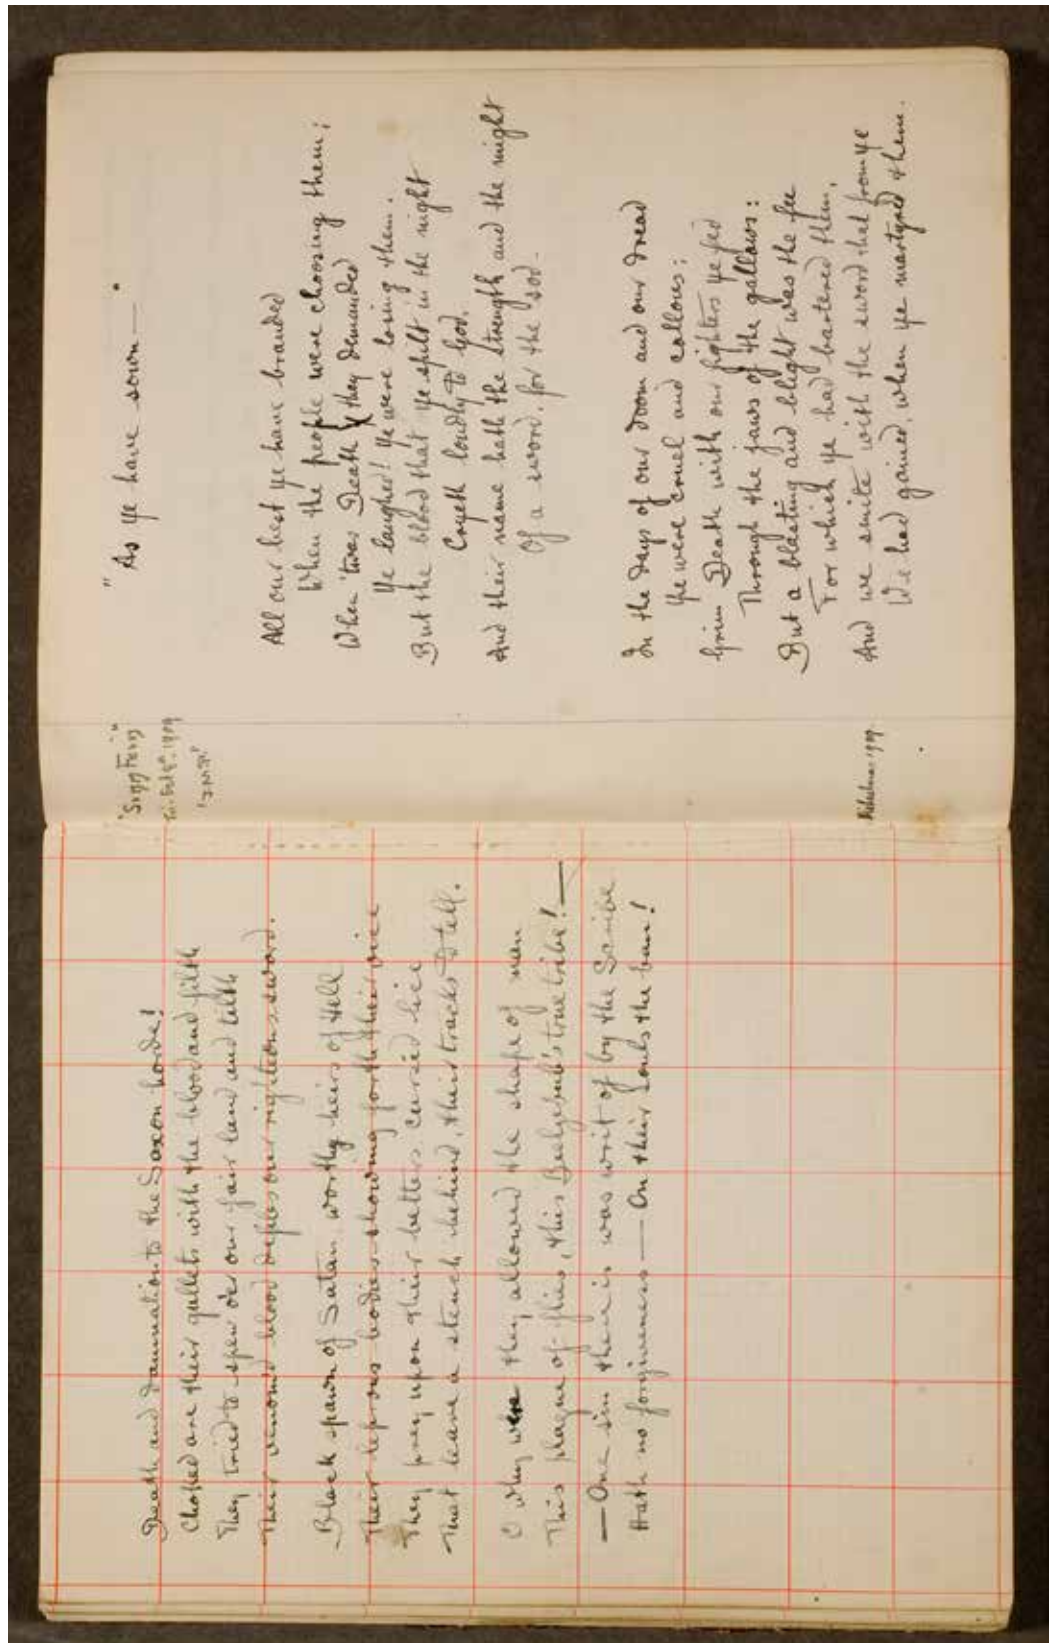 Death and damnation to the Saxon horde!
Choked are their gullets with the blood and filth
They tried to spew o'er our fair land and tilth
Their venom'd blood defiles our righteous sword.
Black spawn of Satan, worthy heirs of Hell
Their leprous bodies showing forth their vice
They prey upon their betters, cursed lice
That leave a stench behind, their tracks to tell.
O why were they allowed the shape of man
This plague of flies, this Beelzebub's true tribe!—
— One sin there is was writ of by the Scribe
Hath no forgiveness — On their Souls the ban!
"As ye have sown —
All our best ye have branded
When the people were choosing them;
When 'twas Death they demanded
Ye laughed! Ye were losing them.
But the blood that ye spilt in the night
Crieth loudly to God,
And their name hath the strength and the might
Of a sword, for the sod.
In the days of our doom and our dread
Ye were cruel and callous;
Grim Death with our fighters ye fed
Through the jaws of the gallows:
But a blasting and blight was the fee
For which ye had bartered them,
And we smite with the sword that from ye
We had gained, when ye martyred them.
1909
1909.